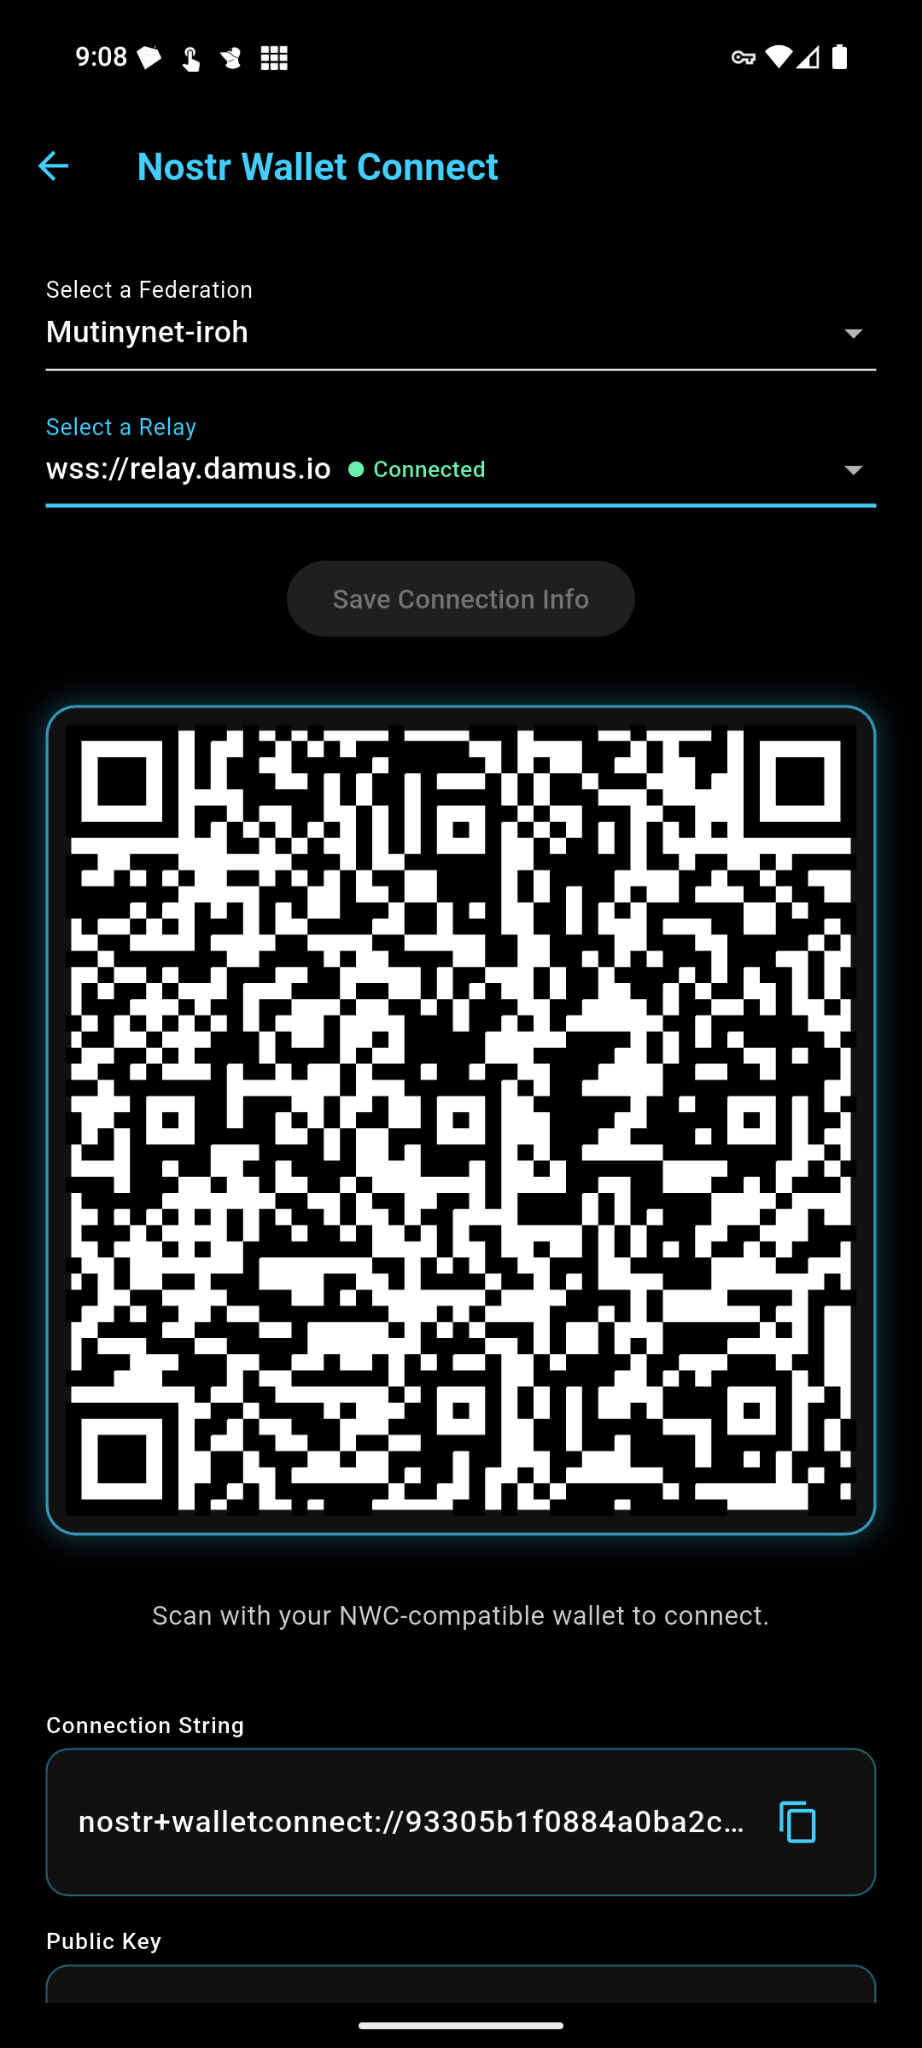 9:08
Nostr Wallet Connect
Select a Federation
Mutinynet-iroh
Select a Relay
wss://relay.damus.io Connected
Save Connection Info
Scan with your NWC-compatible wallet to connect.
Connection String
nostr+walletconnect://93305b1f0884a0ba2c...
Public Key